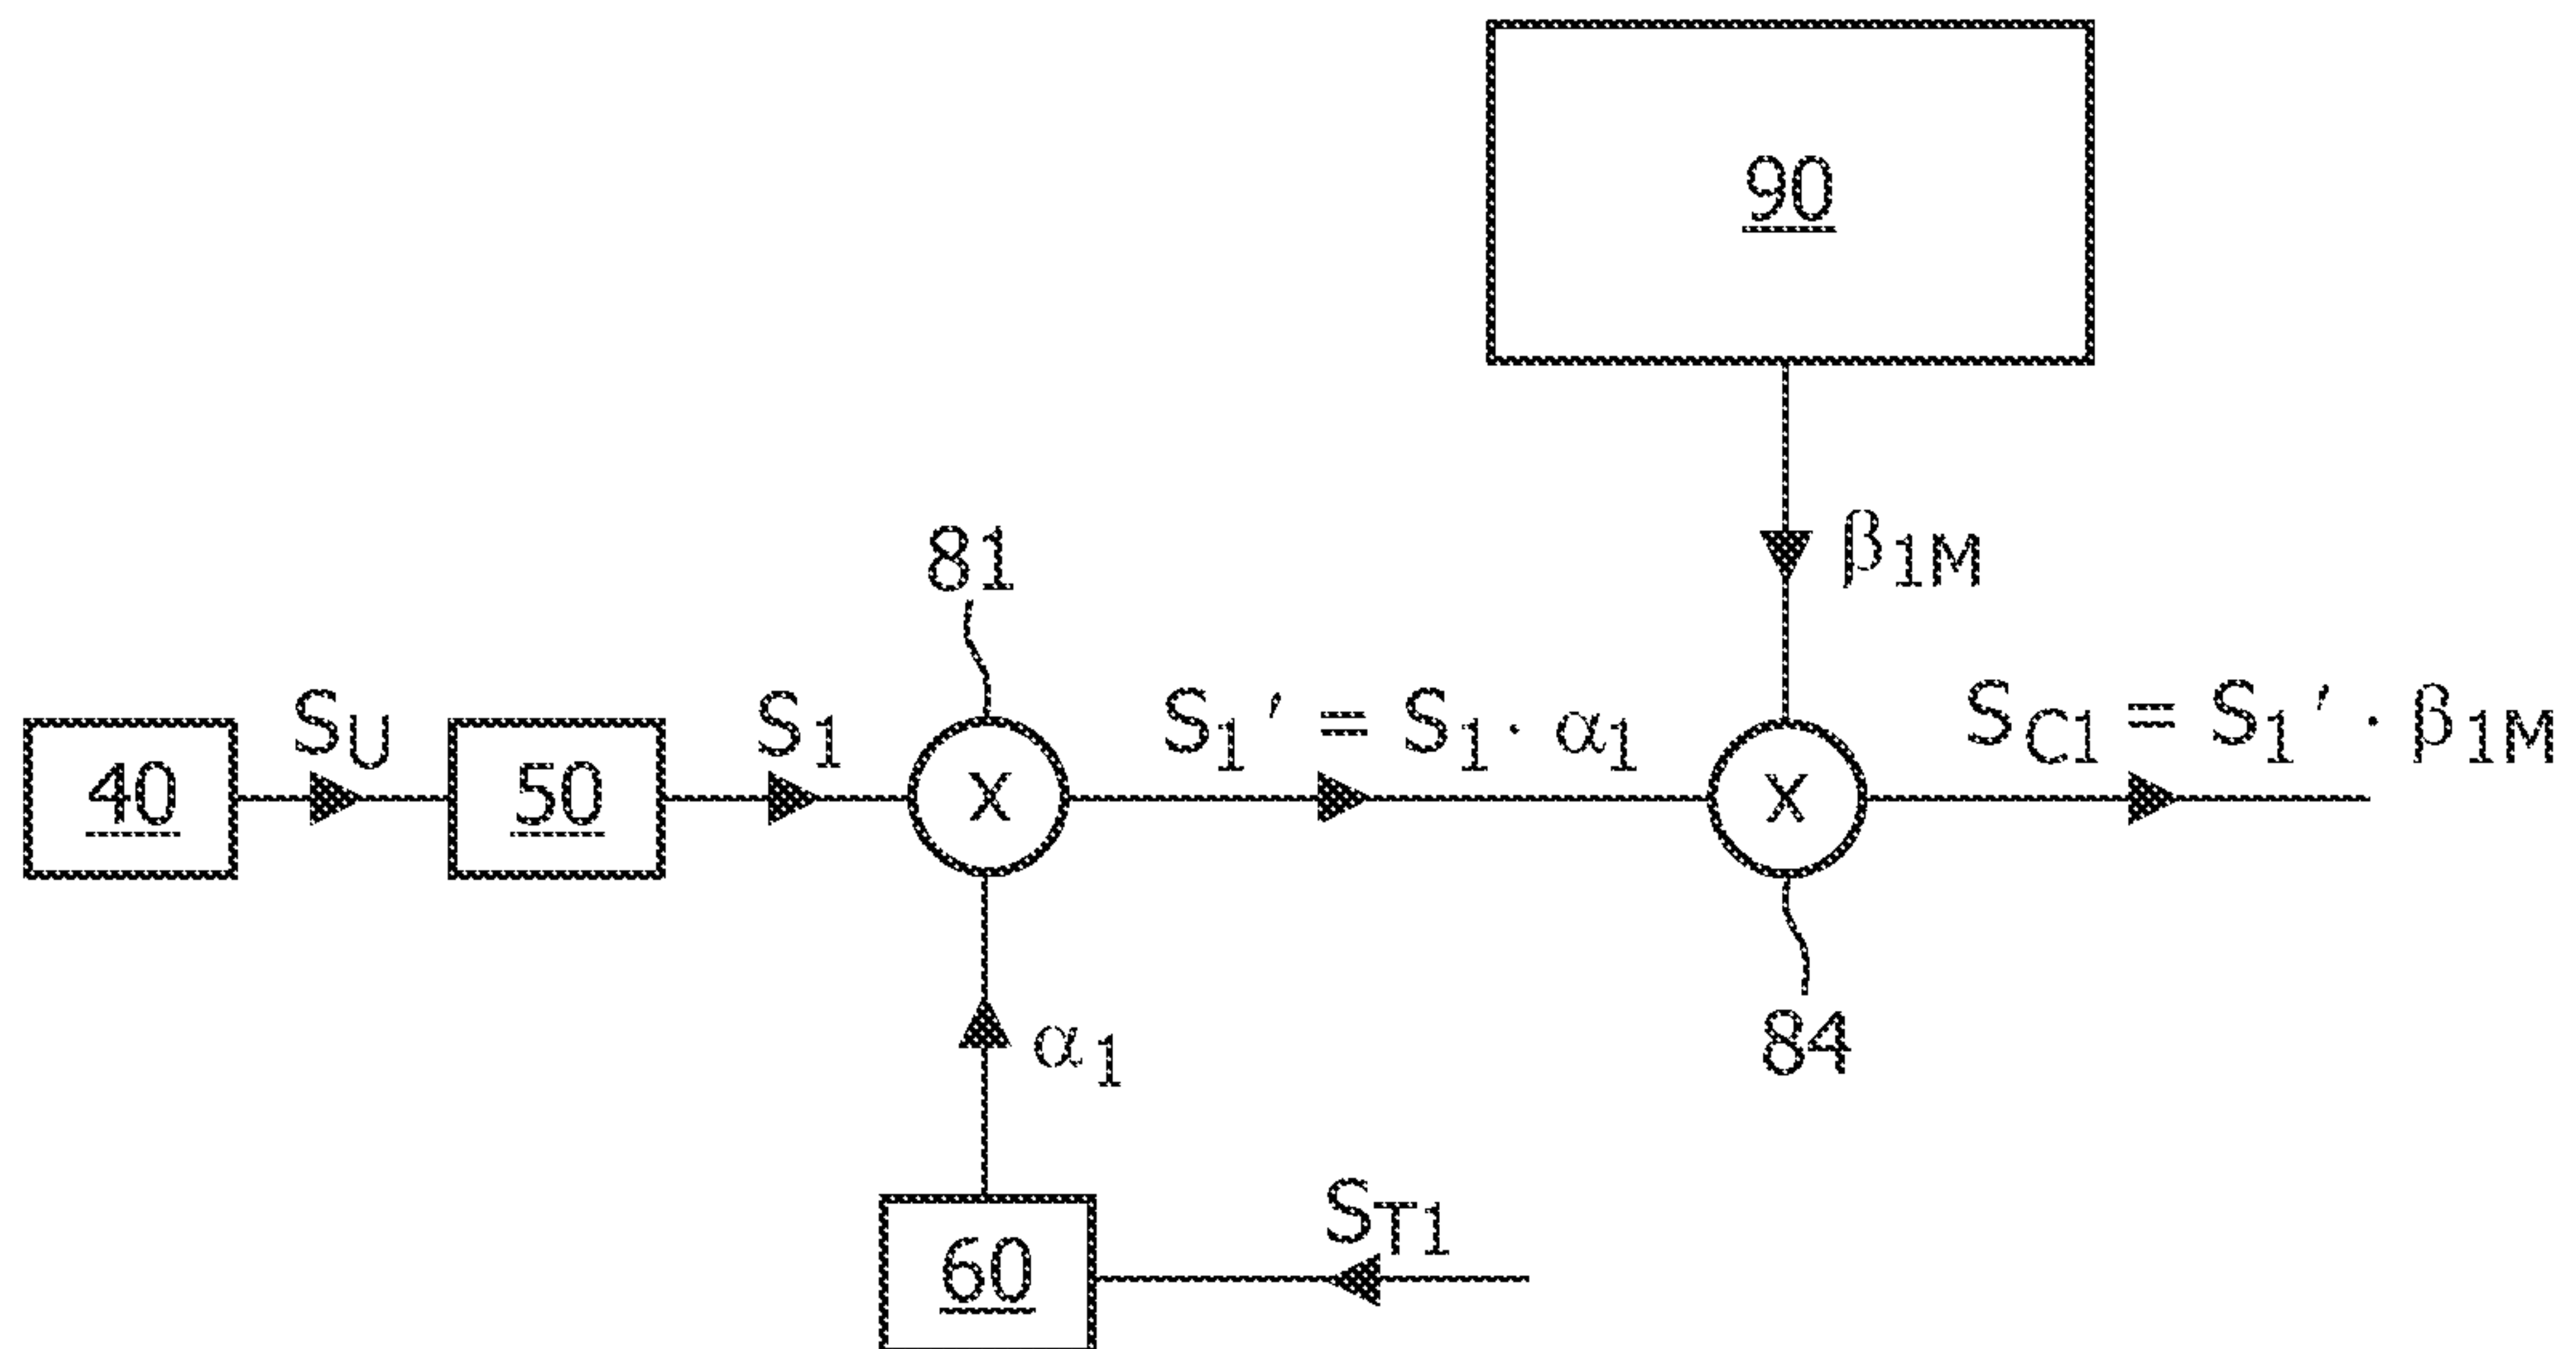 90
β1M
81
SU
S1
S1′ = S1 · α1
SC1 = S1′ · β1M
40
50
X
X
α1
84
ST1
60